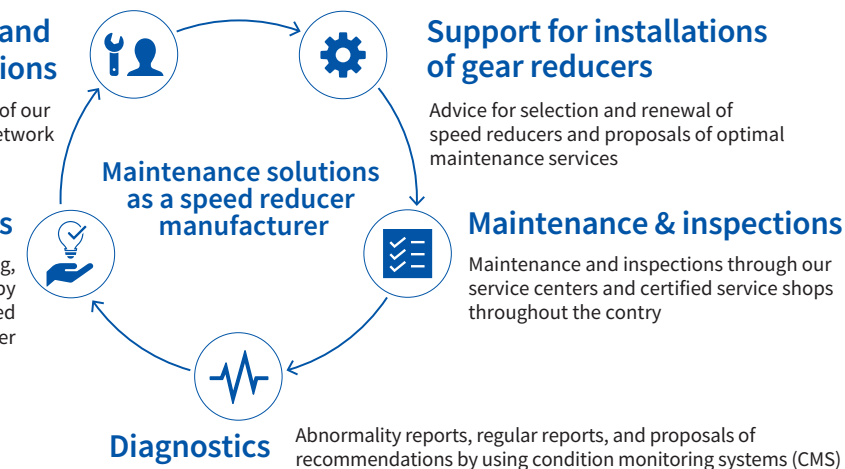 and
ions
of our
etwork
Support for installations
of gear reducers
Advice for selection and renewal of
speed reducers and proposals of optimal
maintenance services
Maintenance solutions
as a speed reducer
manufacturer
s
g,
by
ed
er
Maintenance & inspections
Maintenance and inspections through our
service centers and certified service shops
throughout the contry
Diagnostics
Abnormality reports, regular reports, and proposals of
recommendations by using condition monitoring systems (CMS)